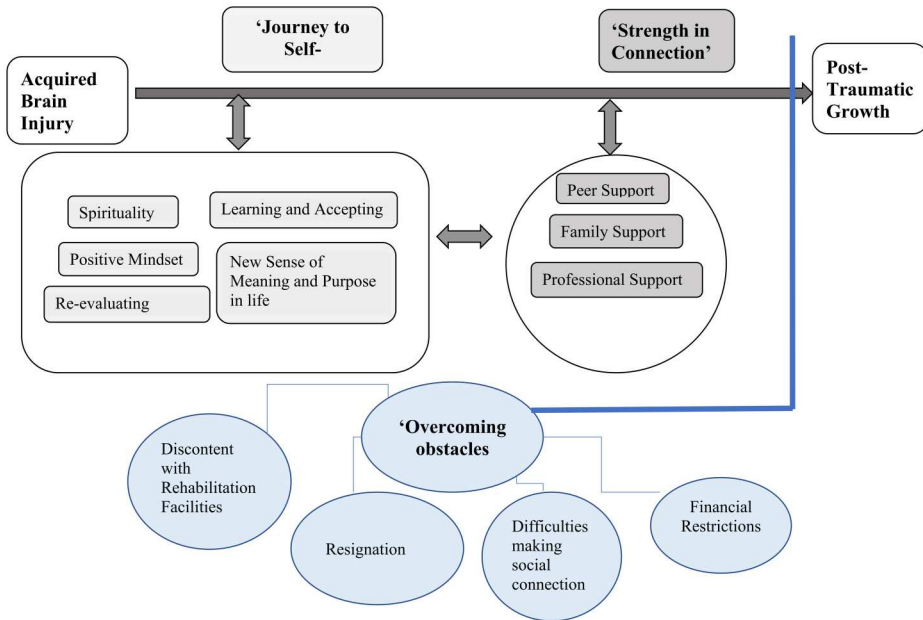 ‘Journey to
Self-
‘Strength in
Connection’
Acquired
Brain
Injury
Post-
Traumatic
Growth
Spirituality
Learning and Accepting
Positive Mindset
New Sense of
Meaning and Purpose
in life
Re-evaluating
Peer Support
Family Support
Professional Support
‘Overcoming
obstacles
Discontent
with
Rehabilitation
Facilities
Resignation
Difficulties
making
social
connection
Financial
Restrictions